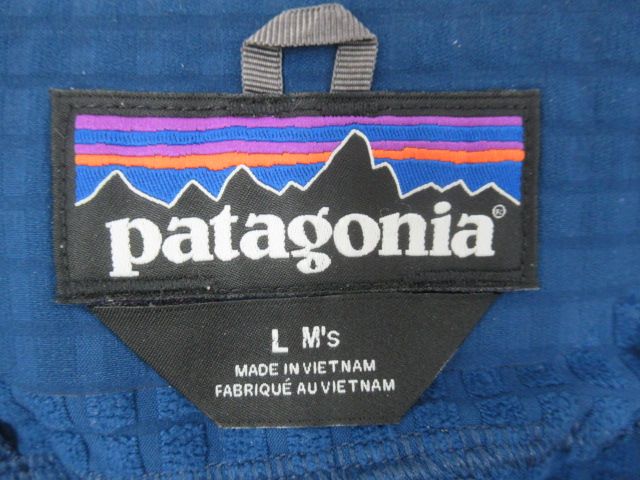 patagonia®
L M's
MADE IN VIETNAM
FABRIQUÉ AU VIETNAM